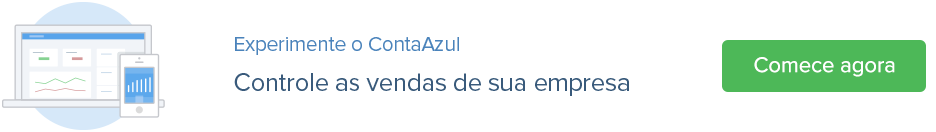 Experimente o ContaAzul
Controle as vendas de sua empresa
Comece agora